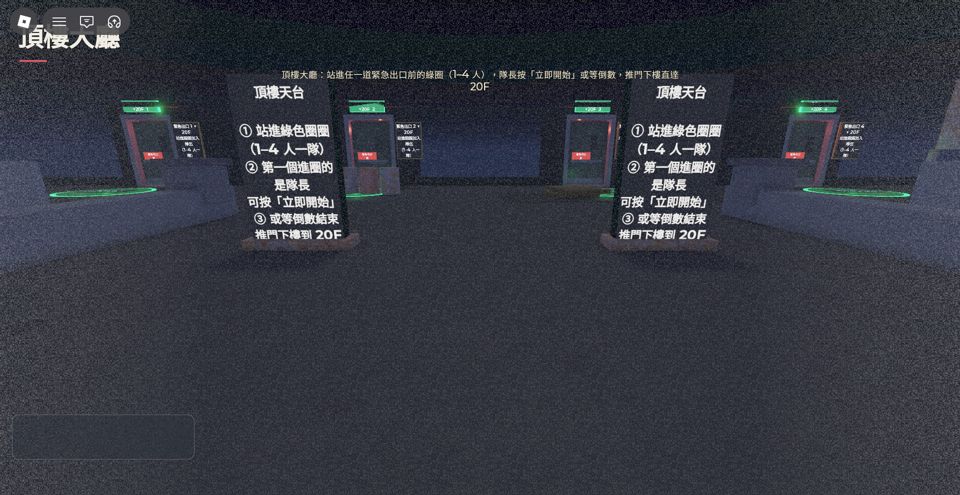 頂樓大廳
頂樓大廳：站進任一道緊急出口前的綠圈（1–4 人），隊長按「立即開始」或等倒數，推門下樓直達
20F
頂樓天台
① 站進綠色圈圈
（1–4 人一隊）
② 第一個進圈的
是隊長
可按「立即開始」
③ 或等倒數結束
推門下樓到 20F
頂樓天台
① 站進綠色圈圈
（1–4 人一隊）
② 第一個進圈的
是隊長
可按「立即開始」
③ 或等倒數結束
推門下樓到 20F